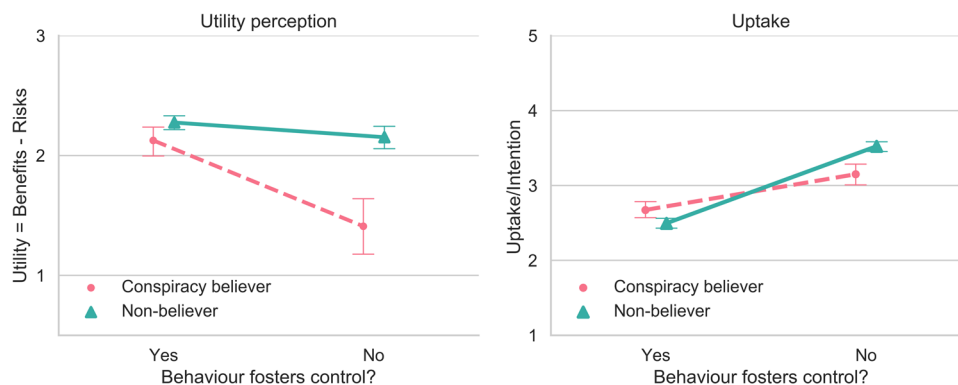 Utility perception
3
2
1
Utility = Benefits - Risks
Conspiracy believer
Non-believer
Yes
No
Behaviour fosters control?
Uptake
5
4
3
2
1
Uptake/Intention
Conspiracy believer
Non-believer
Yes
No
Behaviour fosters control?